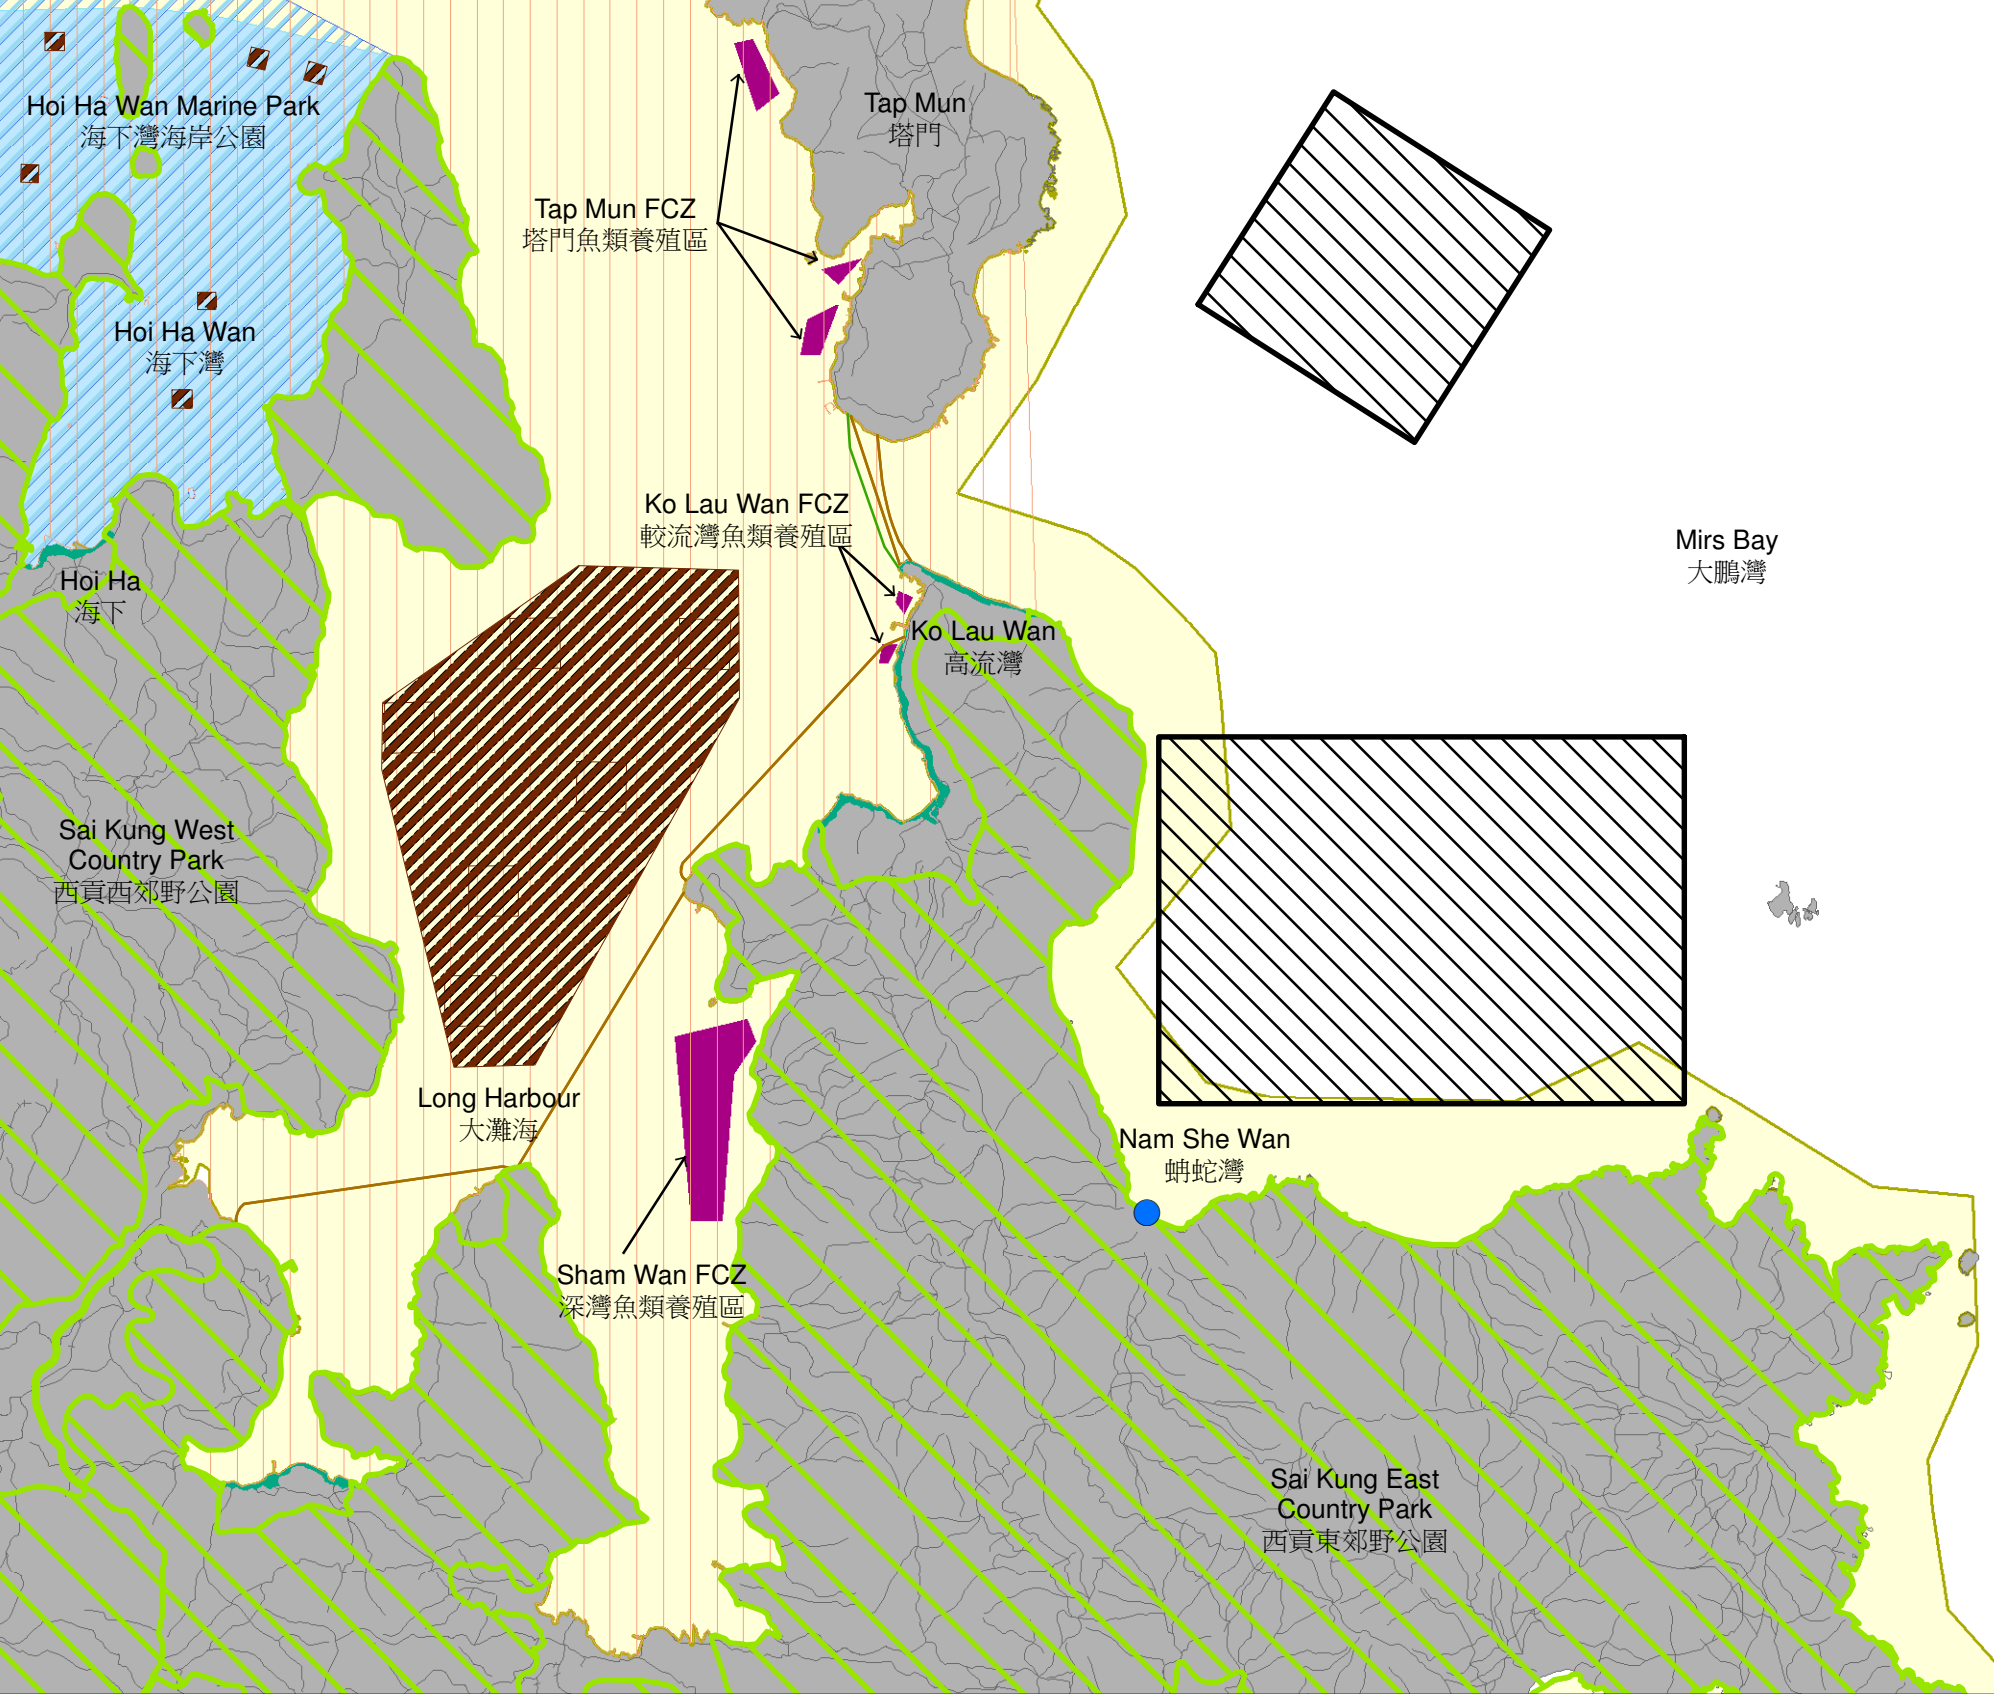 Hoi Ha Wan Marine Park
海下灣海岸公園
Tap Mun
塔門
Tap Mun FCZ
塔門魚類養殖區
Hoi Ha Wan
海下灣
Ko Lau Wan FCZ
較流灣魚類養殖區
Mirs Bay
大鵬灣
Hoi Ha
海下
Ko Lau Wan
高流灣
Sai Kung West
Country Park
西貢西郊野公園
Long Harbour
大灘海
Nam She Wan
蚺蛇灣
Sham Wan FCZ
深灣魚類養殖區
Sai Kung East
Country Park
西貢東郊野公園